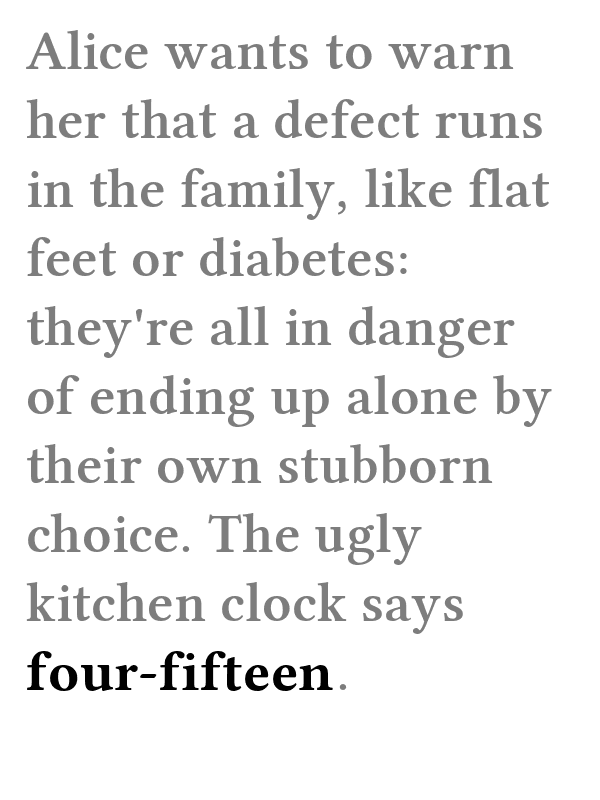 Alice wants to warn
her that a defect runs
in the family, like flat
feet or diabetes:
they're all in danger
of ending up alone by
their own stubborn
choice. The ugly
kitchen clock says
four-fifteen.